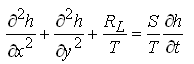 ∂²h/∂x² + ∂²h/∂y² + R_L/T = S/T ∂h/∂t